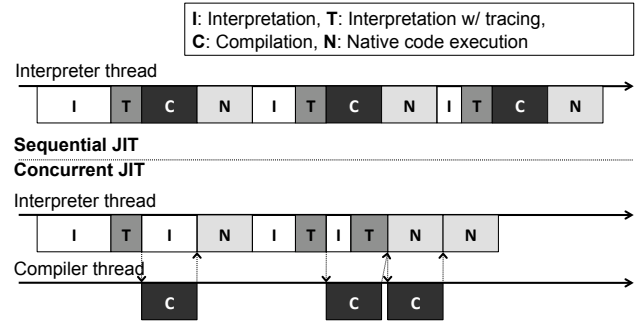 I: Interpretation, T: Interpretation w/ tracing,
C: Compilation, N: Native code execution
Interpreter thread
I T C N I T C N I T C N
Sequential JIT
Concurrent JIT
Interpreter thread
I T I N I T I T N N
Compiler thread
C C C